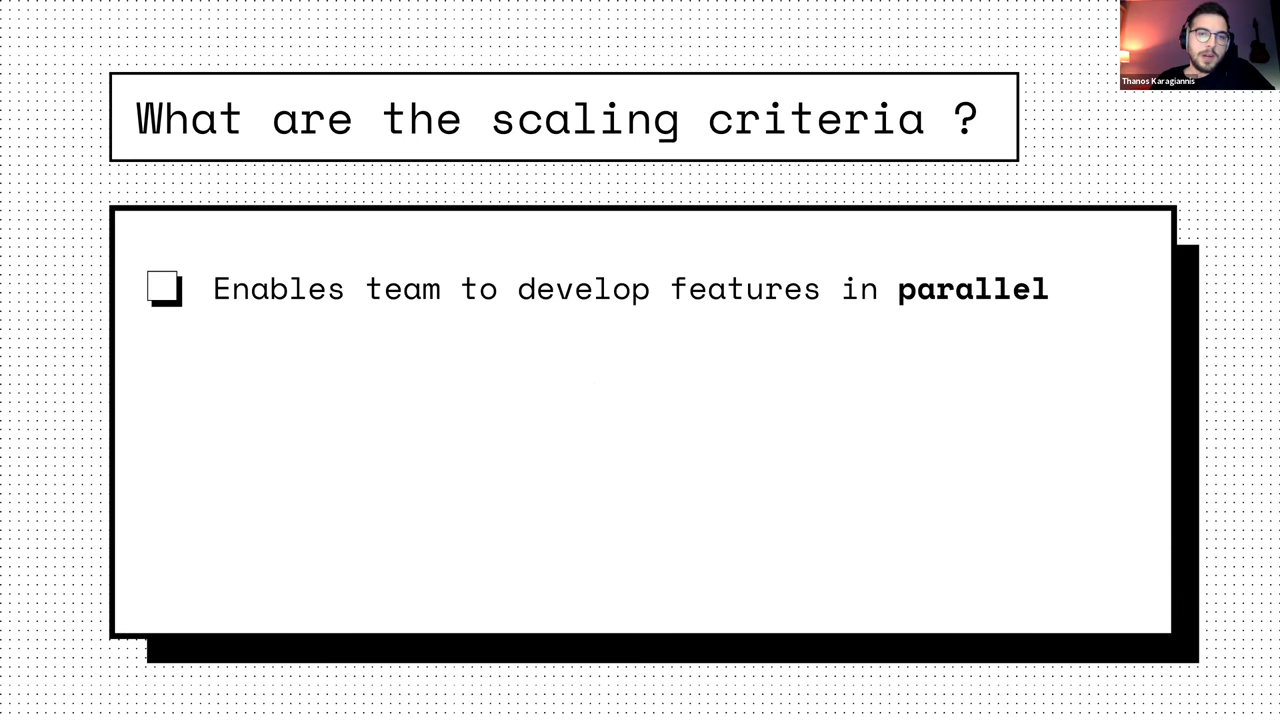 What are the scaling criteria ?
Thanos Karagiannis
Enables team to develop features in parallel